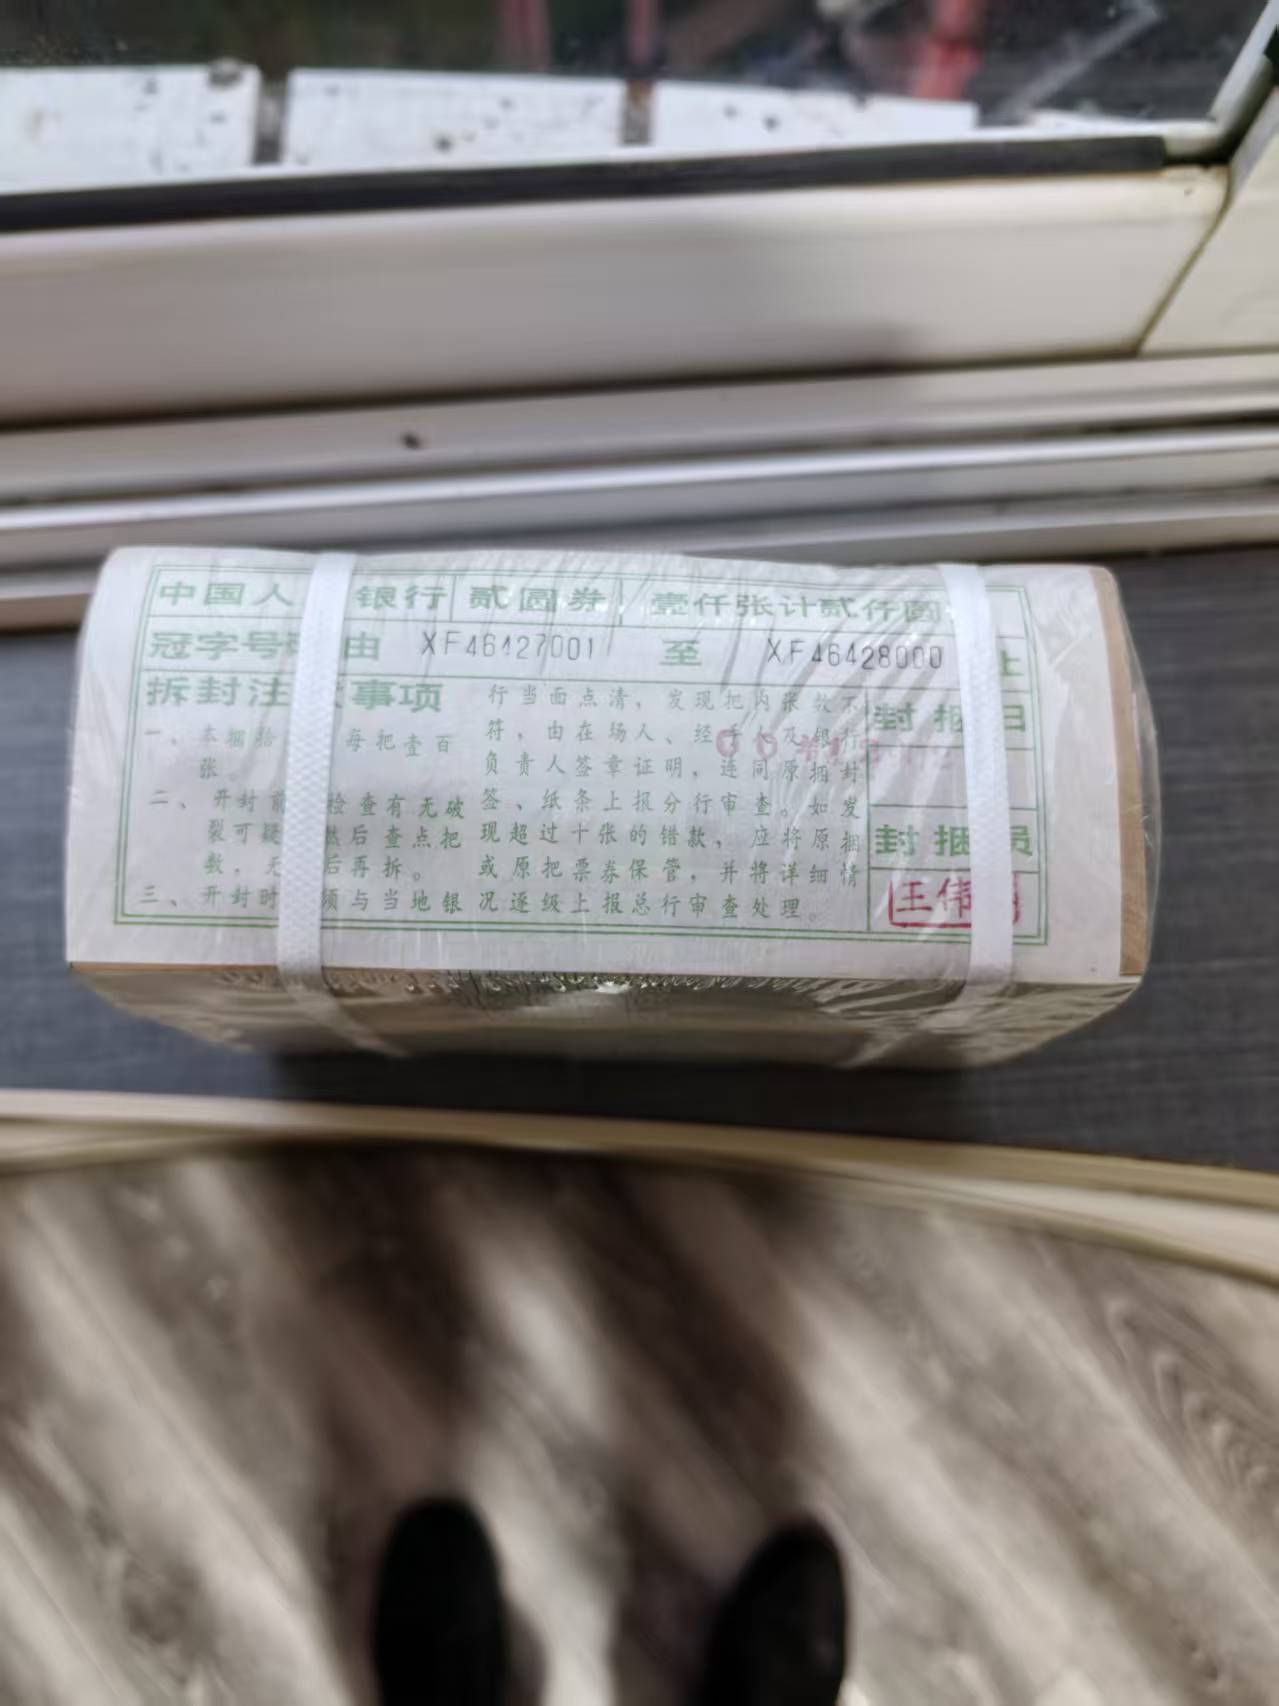 中国人 银行 贰圆券 壹仟张计贰仟圆
冠字号 由 XF46427001 至 XF46428000 止
拆封注 事项
一、本捆拾 每把壹百
张。
二、开封前 检查有无破
裂可疑 然后查点把
数,无 后再拆。
三、开封时 须与当地银
行当面点清,发现把内张款不
符,由在场人、经手人及银行
负责人签章证明,连同原捆封
签、纸条上报分行审查。如发
现超过十张的错款,应将原捆
或原把票券保管,并将详细情
况逐级上报总行审查处理。
封捆日
封捆员
王伟